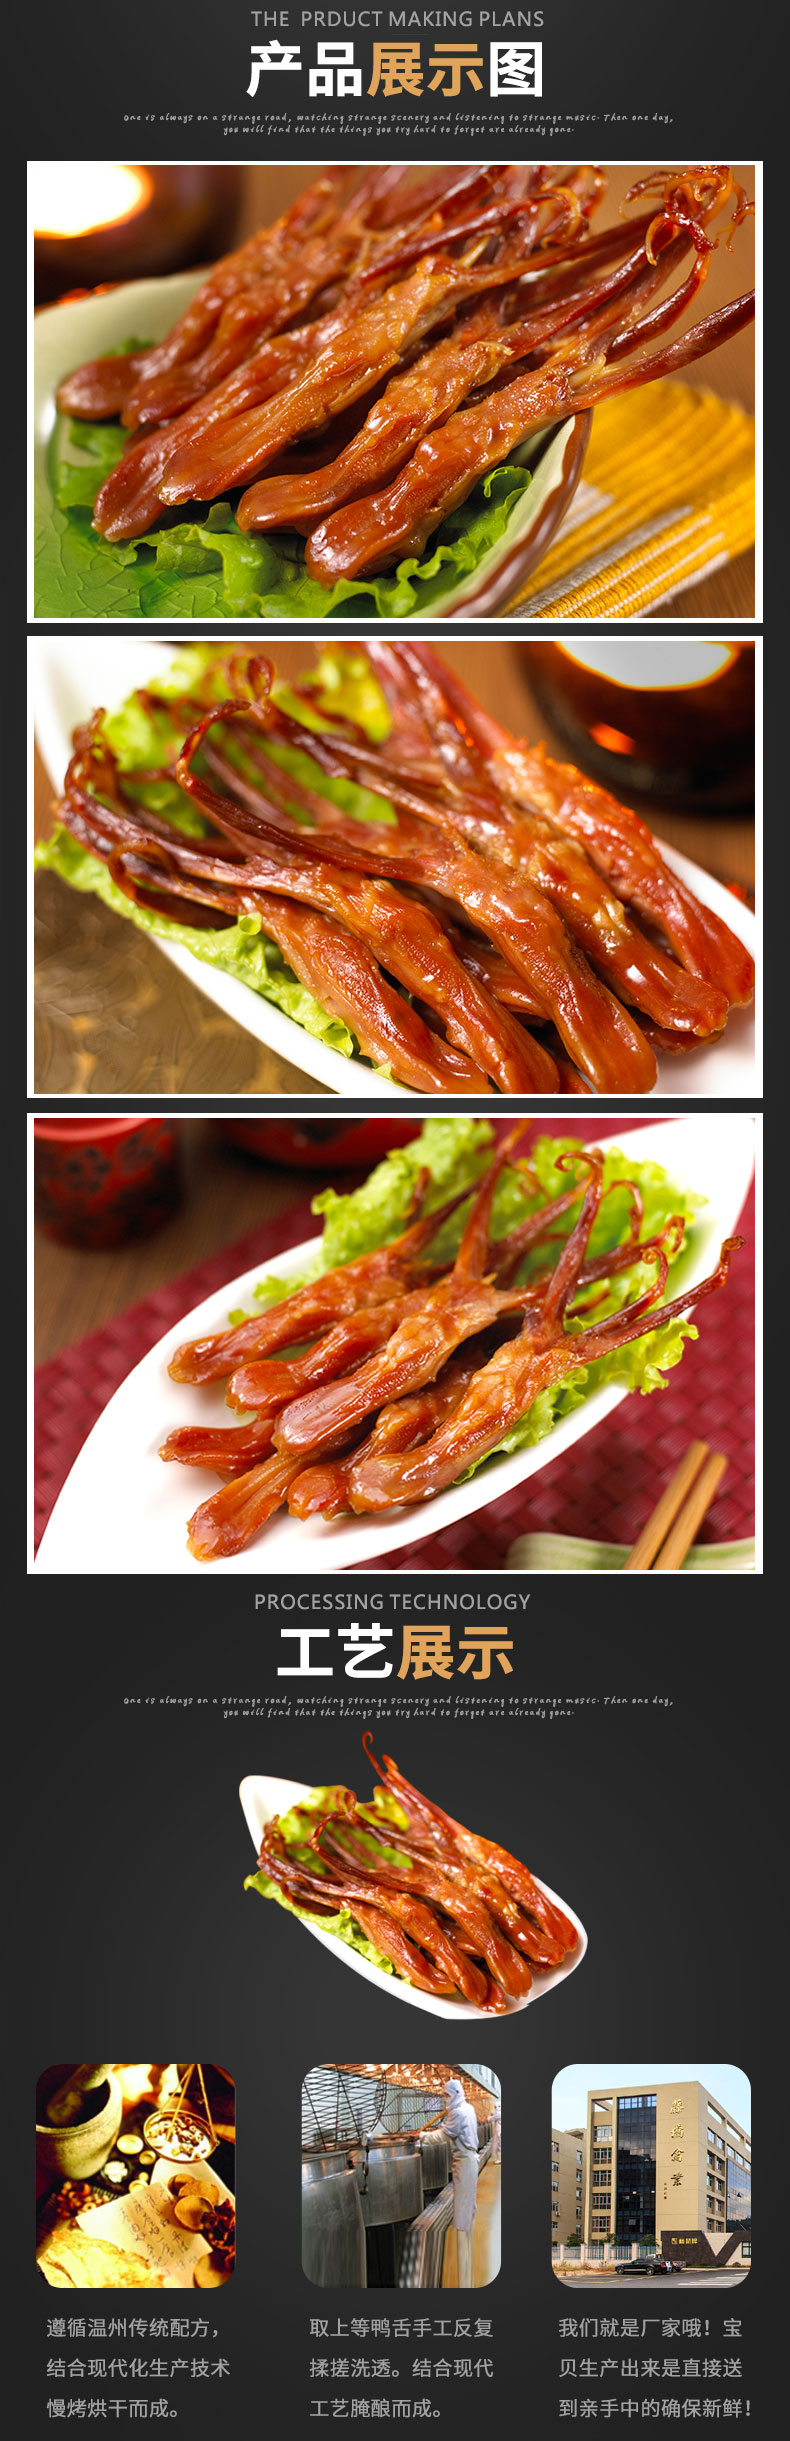 THE PRDUCT MAKING PLANS
产品展示图
One is always on a strange road, watching strange scenery and listening to strange music. Then one day,
you will find that the things you try hard to forget are already gone.
PROCESSING TECHNOLOGY
工艺展示
One is always on a strange road, watching strange scenery and listening to strange music. Then one day,
you will find that the things you try hard to forget are already gone.
遵循温州传统配方，
结合现代化生产技术
慢烤烘干而成。
取上等鸭舌手工反复
揉搓洗透。结合现代
工艺腌酿而成。
我们就是厂家哦！宝
贝生产出来是直接送
到亲手中的确保新鲜！